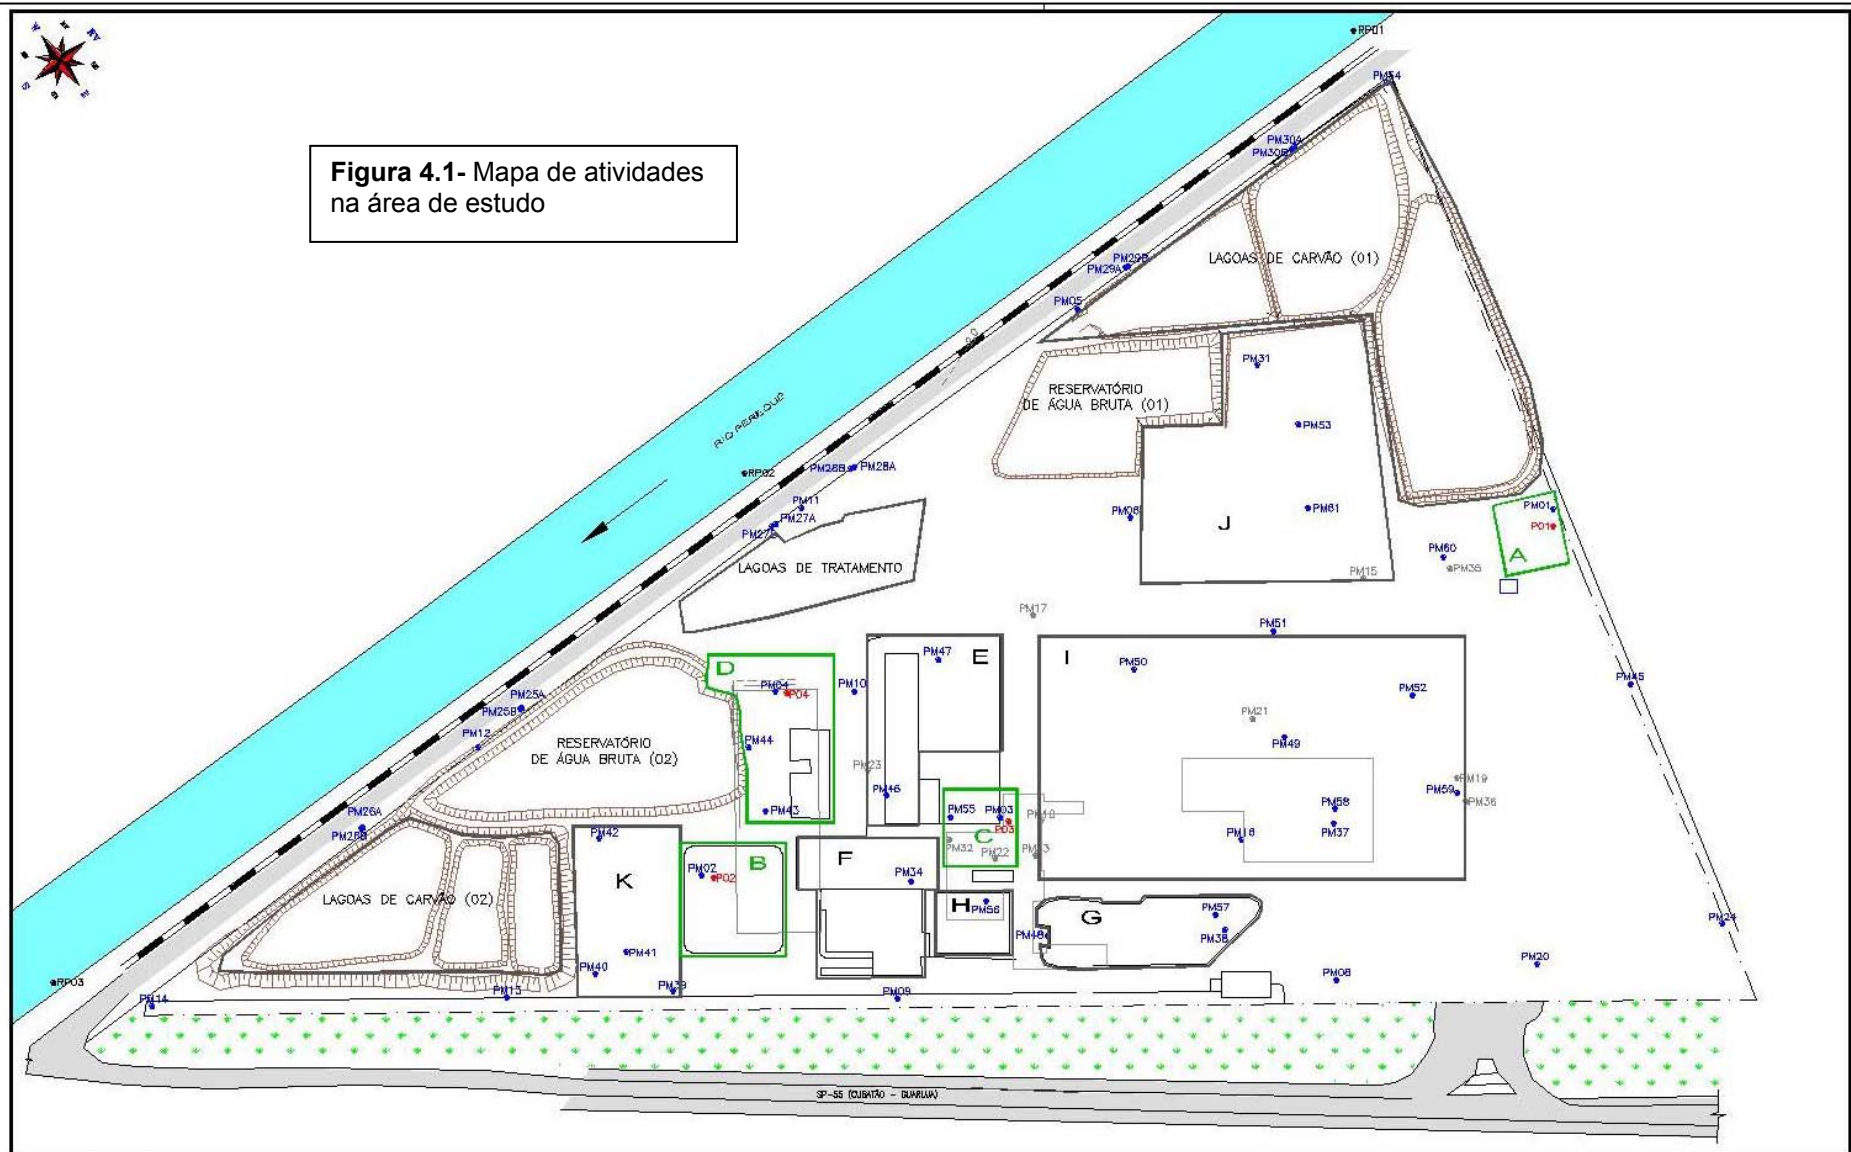 RP01
PM54
Figura 4.1- Mapa de atividades
na área de estudo
PM30A
PM30B
LAGOAS DE CARVÃO (01)
PM29B
PM29A
PM05
PM31
RESERVATÓRIO
DE ÁGUA BRUTA (01)
PM53
RIO PEREQUÊ
RP02
PM28B
PM28A
PM11
PM27A
PM27B
PM06
J
PM61
PM01
P01
A
PM60
PM35
LAGOAS DE TRATAMENTO
PM15
PM17
PM51
D
PM47
E
I
PM50
PM04
P04
PM10
PM52
PM45
PM25A
PM25B
PM21
PM12
PM44
RESERVATÓRIO
DE ÁGUA BRUTA (02)
PM49
PM23
PM46
PM19
PM59
PM36
PM26A
PM26B
PM43
PM55
PM03
P03
PM58
PM37
PM42
C
PM32
PM22
PM16
B
F
PM02
P02
PM34
K
LAGOAS DE CARVÃO (02)
H
PM56
G
PM57
PM38
PM48
PM24
PM41
PM40
PM20
PM08
RP03
PM39
PM13
PM14
PM09
SP-55 (CUBATÃO - GUARUJA)